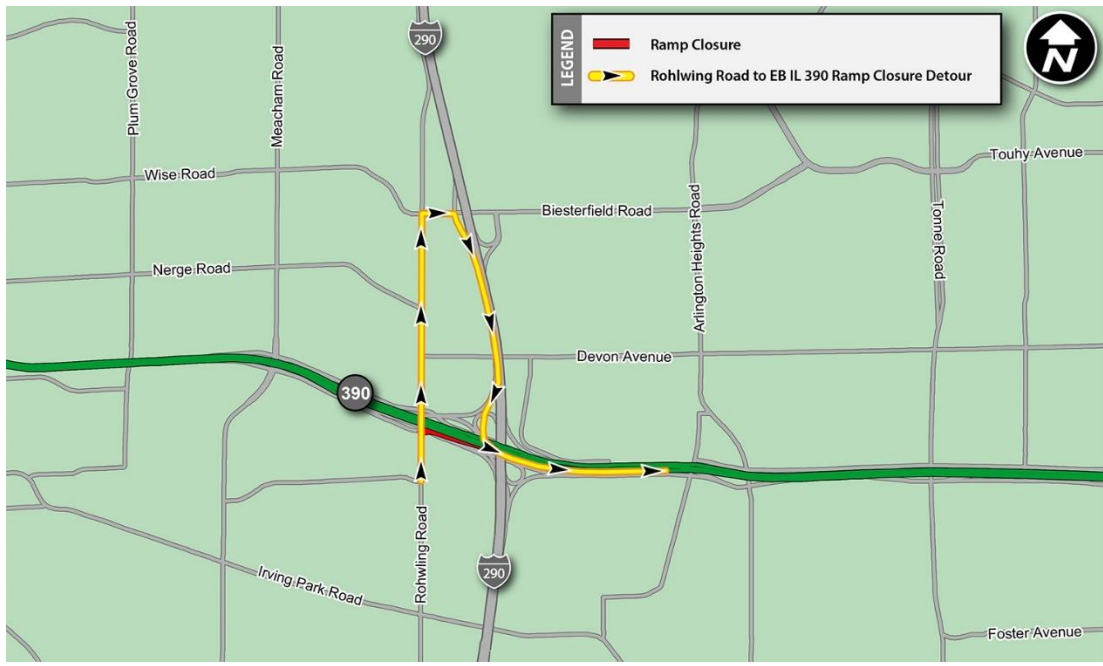 290
LEGEND
Ramp Closure
Rohlwing Road to EB IL 390 Ramp Closure Detour
N
Plum Grove Road
Meacham Road
Touhy Avenue
Wise Road
Biesterfield Road
Arlington Heights Road
Tonne Road
Nerge Road
Devon Avenue
390
Rohwling Road
290
Irving Park Road
Foster Avenue